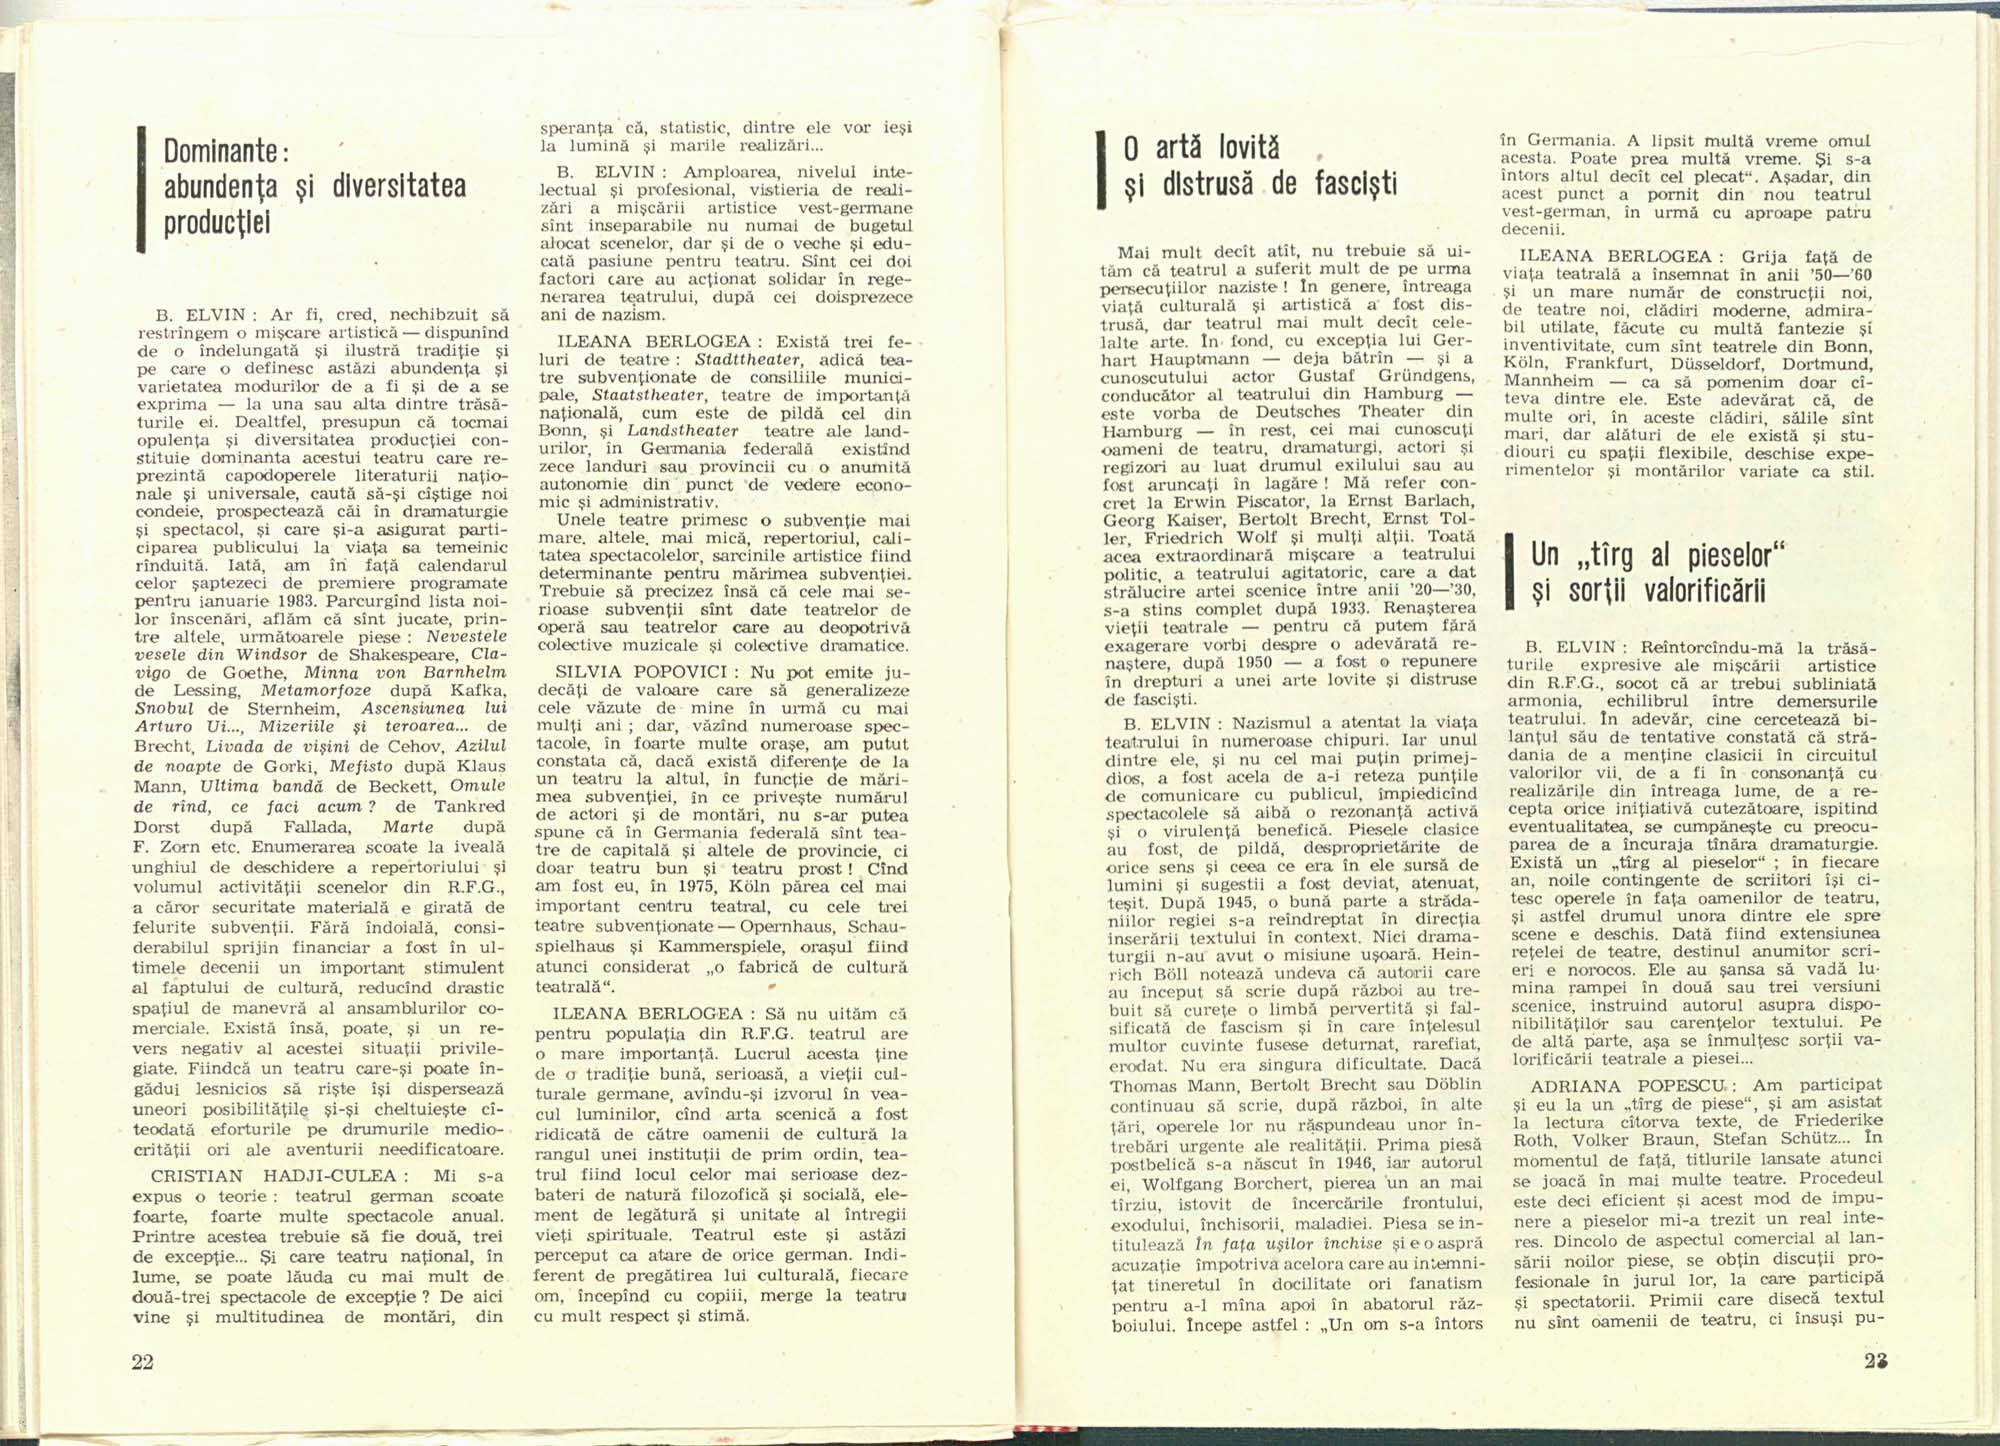 Dominante:
abundența și diversitatea
producției
B. ELVIN : Ar fi, cred, nechibzuit să
restrîngem o mișcare artistică — dispunînd
de o îndelungată și ilustră tradiție și
pe care o definesc astăzi abundența și
varietatea modurilor de a fi și de a se
exprima — la una sau alta dintre trăsă-
turile ei. Dealtfel, presupun că tocmai
opulența și diversitatea producției con-
stituie dominanta acestui teatru care re-
prezintă capodoperele literaturii națio-
nale și universale, caută să-și cîștige noi
condeie, prospectează căi în dramaturgie
și spectacol, și care și-a asigurat parti-
ciparea publicului la viața sa temeinic
rînduită. Iată, am în față calendarul
celor șaptezeci de premiere programate
pentru ianuarie 1983. Parcurgînd lista noi-
lor înscenări, aflăm că sînt jucate, prin-
tre altele, următoarele piese : Nevestele
vesele din Windsor de Shakespeare, Cla-
vigo de Goethe, Minna von Barnhelm
de Lessing, Metamorfoze după Kafka,
Snobul de Sternheim, Ascensiunea lui
Arturo Ui..., Mizeriile și teroarea... de
Brecht, Livada de vișini de Cehov, Azilul
de noapte de Gorki, Mefisto după Klaus
Mann, Ultima bandă de Beckett, Omule
de rînd, ce faci acum ? de Tankred
Dorst după Fallada, Marte după
F. Zorn etc. Enumerarea scoate la iveală
unghiul de deschidere a repertoriului și
volumul activității scenelor din R.F.G.,
a căror securitate materială e girată de
felurite subvenții. Fără îndoială, consi-
derabilul sprijin financiar a fost în ul-
timele decenii un important stimulent
al faptului de cultură, reducînd drastic
spațiul de manevră al ansamblurilor co-
merciale. Există însă, poate, și un re-
vers negativ al acestei situații privile-
giate. Fiindcă un teatru care-și poate în-
gădui lesnicios să riște își dispersează
uneori posibilitățile și-și cheltuiește cî-
teodată eforturile pe drumurile medio-
crității ori ale aventurii needificatoare.
CRISTIAN HADJI-CULEA : Mi s-a
expus o teorie : teatrul german scoate
foarte, foarte multe spectacole anual.
Printre acestea trebuie să fie două, trei
de excepție... Și care teatru național, în
lume, se poate lăuda cu mai mult de
două-trei spectacole de excepție ? De aici
vine și multitudinea de montări, din
22
speranța că, statistic, dintre ele vor ieși
la lumină și marile realizări...
B. ELVIN : Amploarea, nivelul inte-
lectual și profesional, vistieria de reali-
zări a mișcării artistice vest-germane
sînt inseparabile nu numai de bugetul
alocat scenelor, dar și de o veche și edu-
cată pasiune pentru teatru. Sînt cei doi
factori care au acționat solidar în rege-
nerarea teatrului, după cei doisprezece
ani de nazism.
ILEANA BERLOGEA : Există trei fe-
luri de teatre : Stadttheater, adică tea-
tre subvenționate de consiliile munici-
pale, Staatstheater, teatre de importanță
națională, cum este de pildă cel din
Bonn, și Landstheater teatre ale land-
urilor, în Germania federală existînd
zece landuri sau provincii cu o anumită
autonomie din punct de vedere econo-
mic și administrativ.
Unele teatre primesc o subvenție mai
mare, altele, mai mică, repertoriul, cali-
tatea spectacolelor, sarcinile artistice fiind
determinante pentru mărimea subvenției.
Trebuie să precizez însă că cele mai se-
rioase subvenții sînt date teatrelor de
operă sau teatrelor care au deopotrivă
colective muzicale și colective dramatice.
SILVIA POPOVICI : Nu pot emite ju-
decăți de valoare care să generalizeze
cele văzute de mine în urmă cu mai
mulți ani ; dar, văzînd numeroase spec-
tacole, în foarte multe orașe, am putut
constata că, dacă există diferențe de la
un teatru la altul, în funcție de mări-
mea subvenției, în ce privește numărul
de actori și de montări, nu s-ar putea
spune că în Germania federală sînt tea-
tre de capitală și altele de provincie, ci
doar teatru bun și teatru prost ! Cînd
am fost eu, în 1975, Köln părea cel mai
important centru teatral, cu cele trei
teatre subvenționate — Opernhaus, Schau-
spielhaus și Kammerspiele, orașul fiind
atunci considerat „o fabrică de cultură
teatrală“.
ILEANA BERLOGEA : Să nu uităm că
pentru populația din R.F.G. teatrul are
o mare importanță. Lucrul acesta ține
de o tradiție bună, serioasă, a vieții cul-
turale germane, avîndu-și izvorul în vea-
cul luminilor, cînd arta scenică a fost
ridicată de către oamenii de cultură la
rangul unei instituții de prim ordin, tea-
trul fiind locul celor mai serioase dez-
bateri de natură filozofică și socială, ele-
ment de legătură și unitate al întregii
vieți spirituale. Teatrul este și astăzi
perceput ca atare de orice german. Indi-
ferent de pregătirea lui culturală, fiecare
om, începînd cu copiii, merge la teatru
cu mult respect și stimă.
O artă lovită
și distrusă de fasciști
Mai mult decît atît, nu trebuie să ui-
tăm că teatrul a suferit mult de pe urma
persecuțiilor naziste ! În genere, întreaga
viață culturală și artistică a fost dis-
trusă, dar teatrul mai mult decît cele-
lalte arte. În fond, cu excepția lui Ger-
hart Hauptmann — deja bătrîn — și a
cunoscutului actor Gustaf Gründgens,
conducător al teatrului din Hamburg —
este vorba de Deutsches Theater din
Hamburg — în rest, cei mai cunoscuți
oameni de teatru, dramaturgi, actori și
regizori au luat drumul exilului sau au
fost aruncați în lagăre ! Mă refer con-
cret la Erwin Piscator, la Ernst Barlach,
Georg Kaiser, Bertolt Brecht, Ernst Tol-
ler, Friedrich Wolf și mulți alții. Toată
acea extraordinară mișcare a teatrului
politic, a teatrului agitatoric, care a dat
strălucire artei scenice între anii '20—'30,
s-a stins complet după 1933. Renașterea
vieții teatrale — pentru că putem fără
exagerare vorbi despre o adevărată re-
naștere, după 1950 — a fost o repunere
în drepturi a unei arte lovite și distruse
de fasciști.
B. ELVIN : Nazismul a atentat la viața
teatrului în numeroase chipuri. Iar unul
dintre ele, și nu cel mai puțin primej-
dios, a fost acela de a-i reteza punțile
de comunicare cu publicul, împiedicînd
spectacolele să aibă o rezonanță activă
și o virulență benefică. Piesele clasice
au fost, de pildă, desproprietărite de
orice sens și ceea ce era în ele sursă de
lumini și sugestii a fost deviat, atenuat,
teșit. După 1945, o bună parte a străda-
niilor regiei s-a reîndreptat în direcția
inserării textului în context. Nici drama-
turgii n-au avut o misiune ușoară. Hein-
rich Böll notează undeva că autorii care
au început să scrie după război au tre-
buit să curețe o limbă pervertită și fal-
sificată de fascism și în care înțelesul
multor cuvinte fusese deturnat, rarefiat,
erodat. Nu era singura dificultate. Dacă
Thomas Mann, Bertolt Brecht sau Döblin
continuau să scrie, după război, în alte
țări, operele lor nu răspundeau unor în-
trebări urgente ale realității. Prima piesă
postbelică s-a născut în 1946, iar autorul
ei, Wolfgang Borchert, pierea un an mai
tîrziu, istovit de încercările frontului,
exodului, închisorii, maladiei. Piesa se in-
titulează În fața ușilor închise și e o aspră
acuzație împotriva acelora care au intemni-
țat tineretul în docilitate ori fanatism
pentru a-l mîna apoi în abatorul răz-
boiului. Începe astfel : „Un om s-a întors
în Germania. A lipsit multă vreme omul
acesta. Poate prea multă vreme. Și s-a
întors altul decît cel plecat“. Așadar, din
acest punct a pornit din nou teatrul
vest-german, în urmă cu aproape patru
decenii.
ILEANA BERLOGEA : Grija față de
viața teatrală a însemnat în anii '50—'60
și un mare număr de construcții noi,
de teatre noi, clădiri moderne, admira-
bil utilate, făcute cu multă fantezie și
inventivitate, cum sînt teatrele din Bonn,
Köln, Frankfurt, Düsseldorf, Dortmund,
Mannheim — ca să pomenim doar cî-
teva dintre ele. Este adevărat că, de
multe ori, în aceste clădiri, sălile sînt
mari, dar alături de ele există și stu-
diouri cu spații flexibile, deschise expe-
rimentelor și montărilor variate ca stil.
Un „tîrg al pieselor“
și sorții valorificării
B. ELVIN : Reîntorcîndu-mă la trăsă-
turile expresive ale mișcării artistice
din R.F.G., socot că ar trebui subliniată
armonia, echilibrul între demersurile
teatrului. În adevăr, cine cercetează bi-
lanțul său de tentative constată că stră-
dania de a menține clasicii în circuitul
valorilor vii, de a fi în consonanță cu
realizările din întreaga lume, de a re-
cepta orice inițiativă cutezătoare, ispitind
eventualitatea, se cumpănește cu preocu-
parea de a încuraja tînăra dramaturgie.
Există un „tîrg al pieselor“ ; în fiecare
an, noile contingente de scriitori își ci-
tesc operele în fața oamenilor de teatru,
și astfel drumul unora dintre ele spre
scene e deschis. Dată fiind extensiunea
rețelei de teatre, destinul anumitor scri-
eri e norocos. Ele au șansa să vadă lu-
mina rampei în două sau trei versiuni
scenice, instruind autorul asupra dispo-
nibilităților sau carențelor textului. Pe
de altă parte, așa se înmulțesc sorții va-
lorificării teatrale a piesei...
ADRIANA POPESCU : Am participat
și eu la un „tîrg de piese“, și am asistat
la lectura cîtorva texte, de Friederike
Roth, Volker Braun, Stefan Schütz... În
momentul de față, titlurile lansate atunci
se joacă în mai multe teatre. Procedeul
este deci eficient și acest mod de impu-
nere a pieselor mi-a trezit un real inte-
res. Dincolo de aspectul comercial al lan-
sării noilor piese, se obțin discuții pro-
fesionale în jurul lor, la care participă
și spectatorii. Primii care disecă textul
nu sînt oamenii de teatru, ci însuși pu-
23